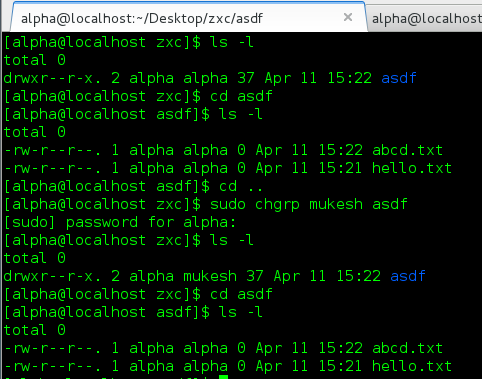 alpha@localhost:~/Desktop/zxc/asdf × alpha@localhost
[alpha@localhost zxc]$ ls -l
total 0
drwxr--r-x. 2 alpha alpha 37 Apr 11 15:22 asdf
[alpha@localhost zxc]$ cd asdf
[alpha@localhost asdf]$ ls -l
total 0
-rw-r--r--. 1 alpha alpha 0 Apr 11 15:22 abcd.txt
-rw-r--r--. 1 alpha alpha 0 Apr 11 15:21 hello.txt
[alpha@localhost asdf]$ cd ..
[alpha@localhost zxc]$ sudo chgrp mukesh asdf
[sudo] password for alpha:
[alpha@localhost zxc]$ ls -l
total 0
drwxr--r-x. 2 alpha mukesh 37 Apr 11 15:22 asdf
[alpha@localhost zxc]$ cd asdf
[alpha@localhost asdf]$ ls -l
total 0
-rw-r--r--. 1 alpha alpha 0 Apr 11 15:22 abcd.txt
-rw-r--r--. 1 alpha alpha 0 Apr 11 15:21 hello.txt